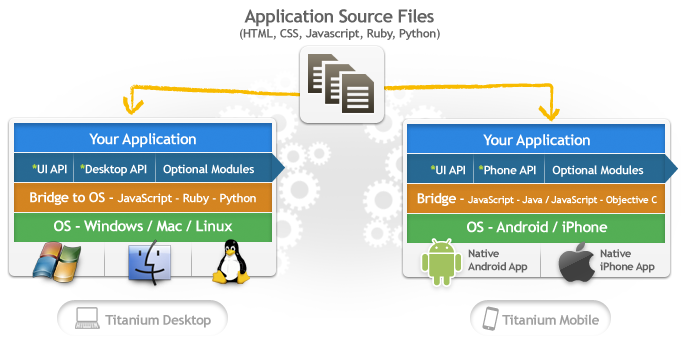 Application Source Files
(HTML, CSS, Javascript, Ruby, Python)
Your Application
*UI API *Desktop API Optional Modules
Bridge to OS - JavaScript - Ruby - Python
OS - Windows / Mac / Linux
Titanium Desktop
Your Application
*UI API *Phone API Optional Modules
Bridge - JavaScript - Java / JavaScript - Objective C
OS - Android / iPhone
Native
Android App
Native
iPhone App
Titanium Mobile